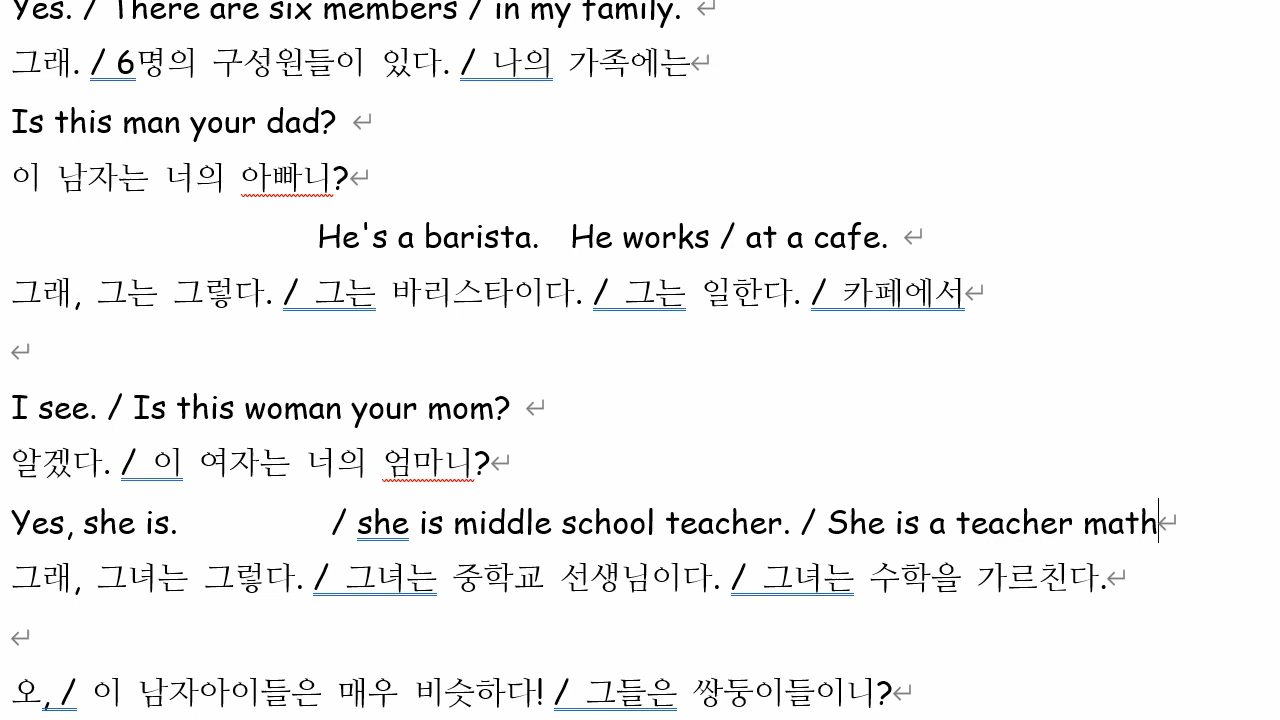 Yes. / There are six members / in my family.
그래. / 6명의 구성원들이 있다. / 나의 가족에는
Is this man your dad?
이 남자는 너의 아빠니?
He's a barista. He works / at a cafe.
그래, 그는 그렇다. / 그는 바리스타이다. / 그는 일한다. / 카페에서
I see. / Is this woman your mom?
알겠다. / 이 여자는 너의 엄마니?
Yes, she is. / she is middle school teacher. / She is a teacher math
그래, 그녀는 그렇다. / 그녀는 중학교 선생님이다. / 그녀는 수학을 가르친다.
오, / 이 남자아이들은 매우 비슷하다! / 그들은 쌍둥이들이니?